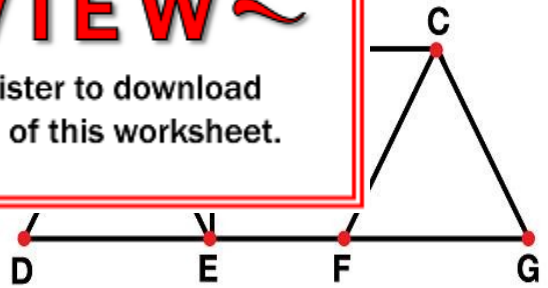 VIEW~
C
ister to download
of this worksheet.
D E F G